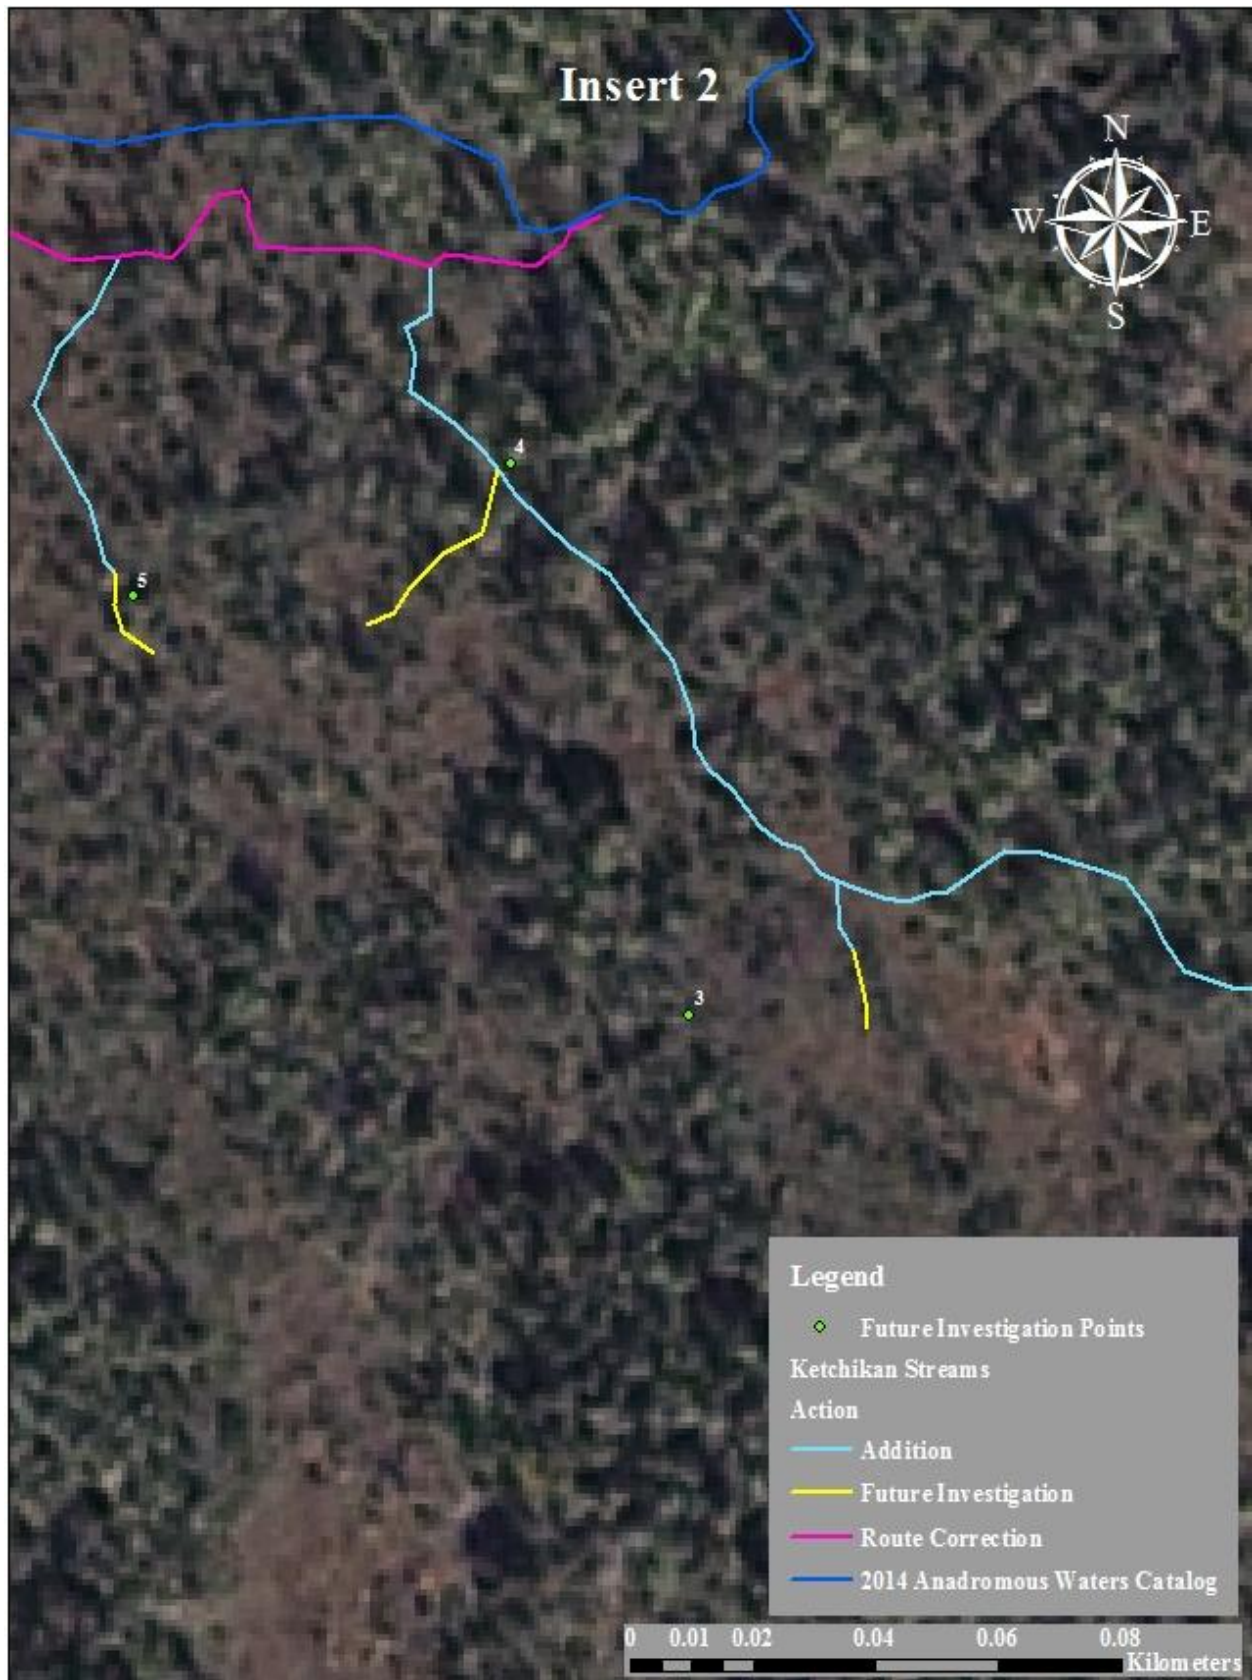 Insert 2
N
W E
S
4
5
3
Legend
Future Investigation Points
Ketchikan Streams
Action
Addition
Future Investigation
Route Correction
2014 Anadromous Waters Catalog
0 0.01 0.02 0.04 0.06 0.08
Kilometers